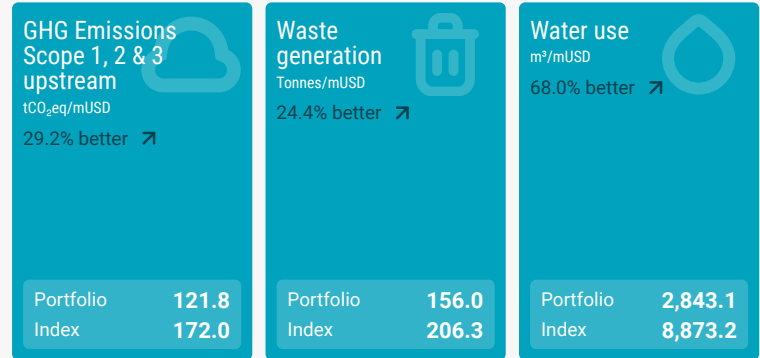 GHG Emissions
Scope 1, 2 & 3
upstream
tCO₂eq/mUSD
29.2% better
Portfolio 121.8
Index 172.0
Waste
generation
Tonnes/mUSD
24.4% better
Portfolio 156.0
Index 206.3
Water use
m³/mUSD
68.0% better
Portfolio 2,843.1
Index 8,873.2